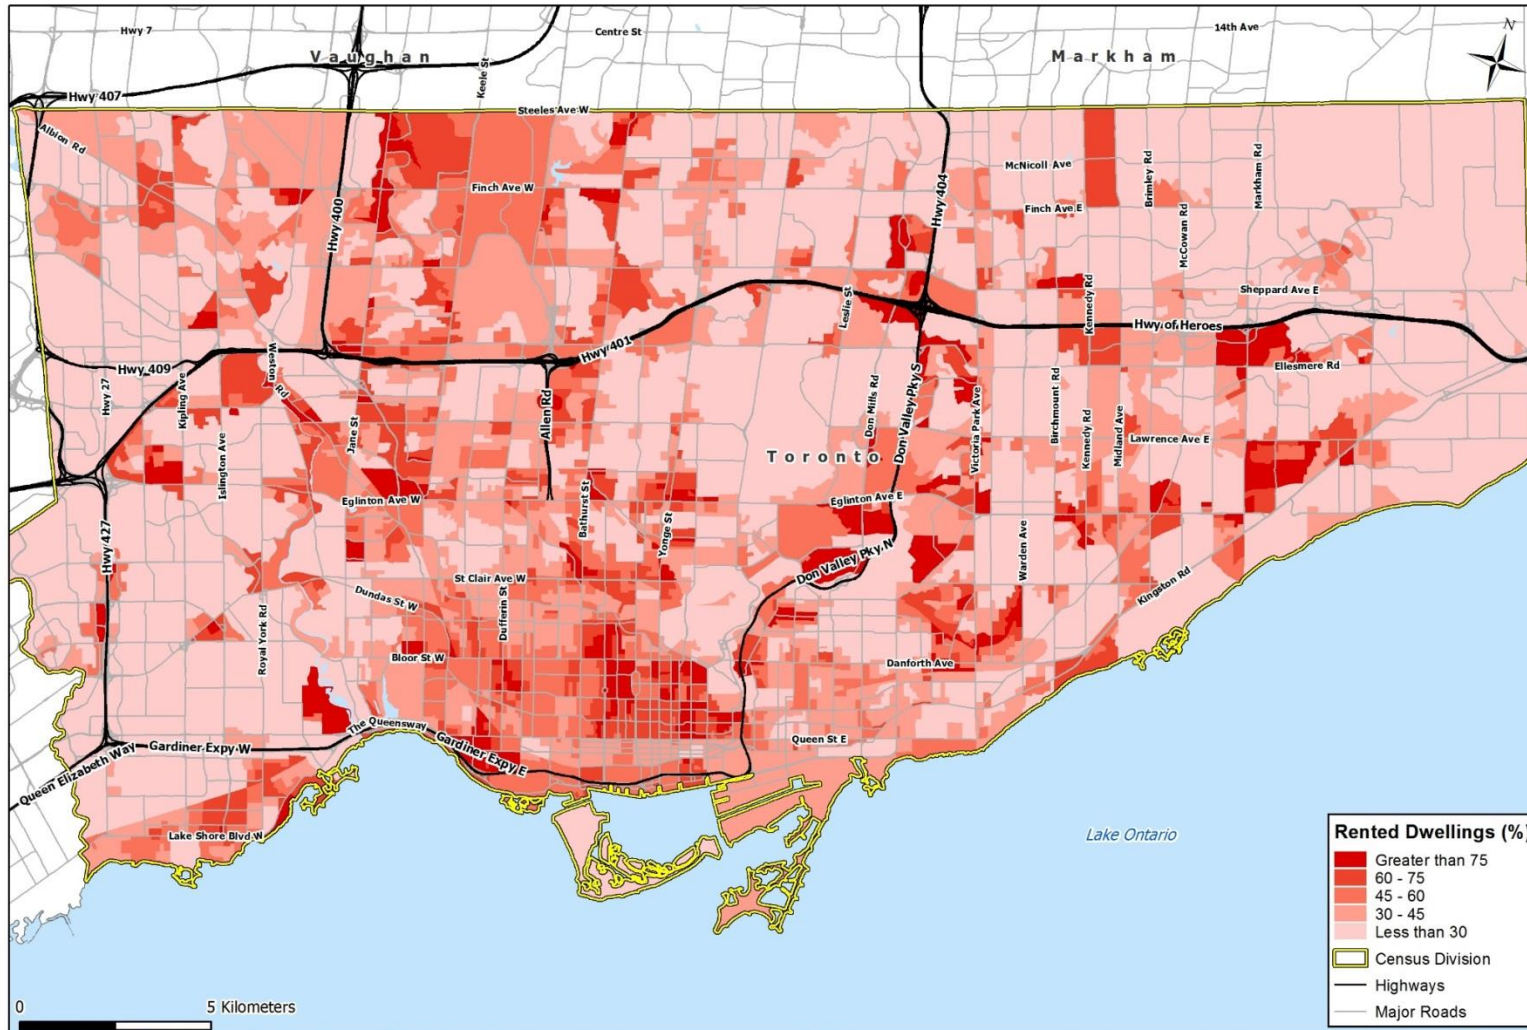 Hwy 7
Centre St
14th Ave
N
Vaughan
Markham
Keele St
Hwy 407
Steeles Ave W
Albion Rd
McNicoll Ave
Brimley Rd
Markham Rd
Finch Ave W
Hwy 400
Hwy 404
Finch Ave E
McCowan Rd
Leslie St
Kennedy Rd
Sheppard Ave E
Hwy of Heroes
Hwy 401
Hwy 409
Weston Rd
Ellesmere Rd
Hwy 27
Kipling Ave
Allen Rd
Don Mills Rd
Don Valley Pky S
Victoria Park Ave
Birchmount Rd
Kennedy Rd
Midland Ave
Lawrence Ave E
Jane St
Islington Ave
Toronto
Eglinton Ave W
Bathurst St
Yonge St
Eglinton Ave E
Hwy 427
Warden Ave
Don Valley Pky N
St Clair Ave W
Dundas St W
Dufferin St
Kingston Rd
Royal York Rd
Bloor St W
Danforth Ave
The Queensway
Gardiner Expy W
Gardiner Expy E
Queen St E
Queen Elizabeth Way
Lake Shore Blvd W
Lake Ontario
Rented Dwellings (%)
Greater than 75
60 - 75
45 - 60
30 - 45
Less than 30
Census Division
Highways
Major Roads
0 5 Kilometers